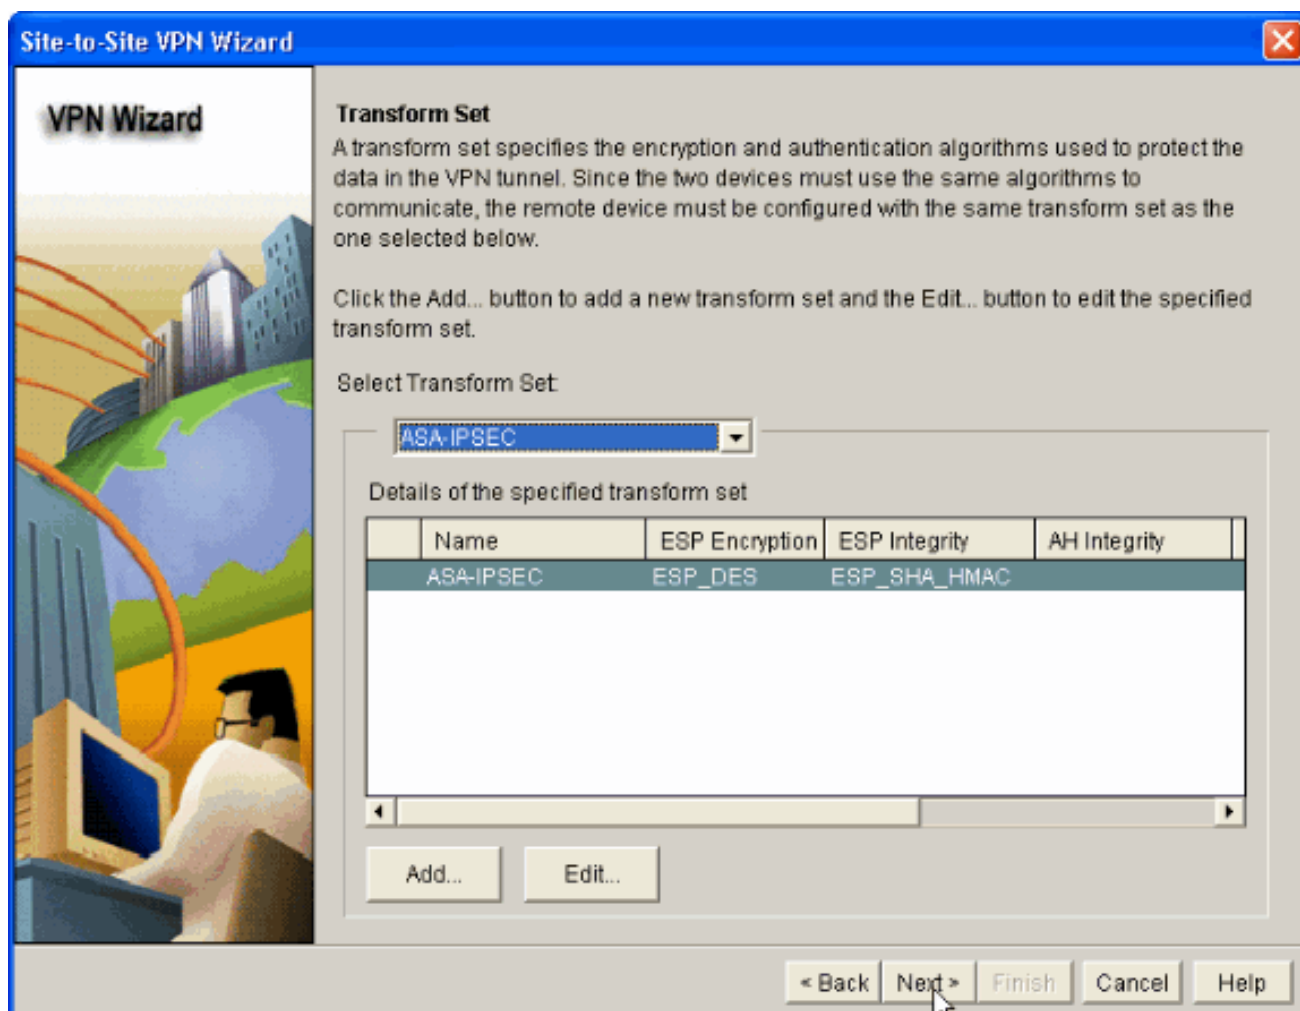 Site-to-Site VPN Wizard
VPN Wizard
Transform Set
A transform set specifies the encryption and authentication algorithms used to protect the
data in the VPN tunnel. Since the two devices must use the same algorithms to
communicate, the remote device must be configured with the same transform set as the
one selected below.
Click the Add... button to add a new transform set and the Edit... button to edit the specified
transform set.
Select Transform Set:
ASA-IPSEC
Details of the specified transform set
Name ESP Encryption ESP Integrity AH Integrity
ASA-IPSEC ESP_DES ESP_SHA_HMAC
Add... Edit...
< Back Next > Finish Cancel Help